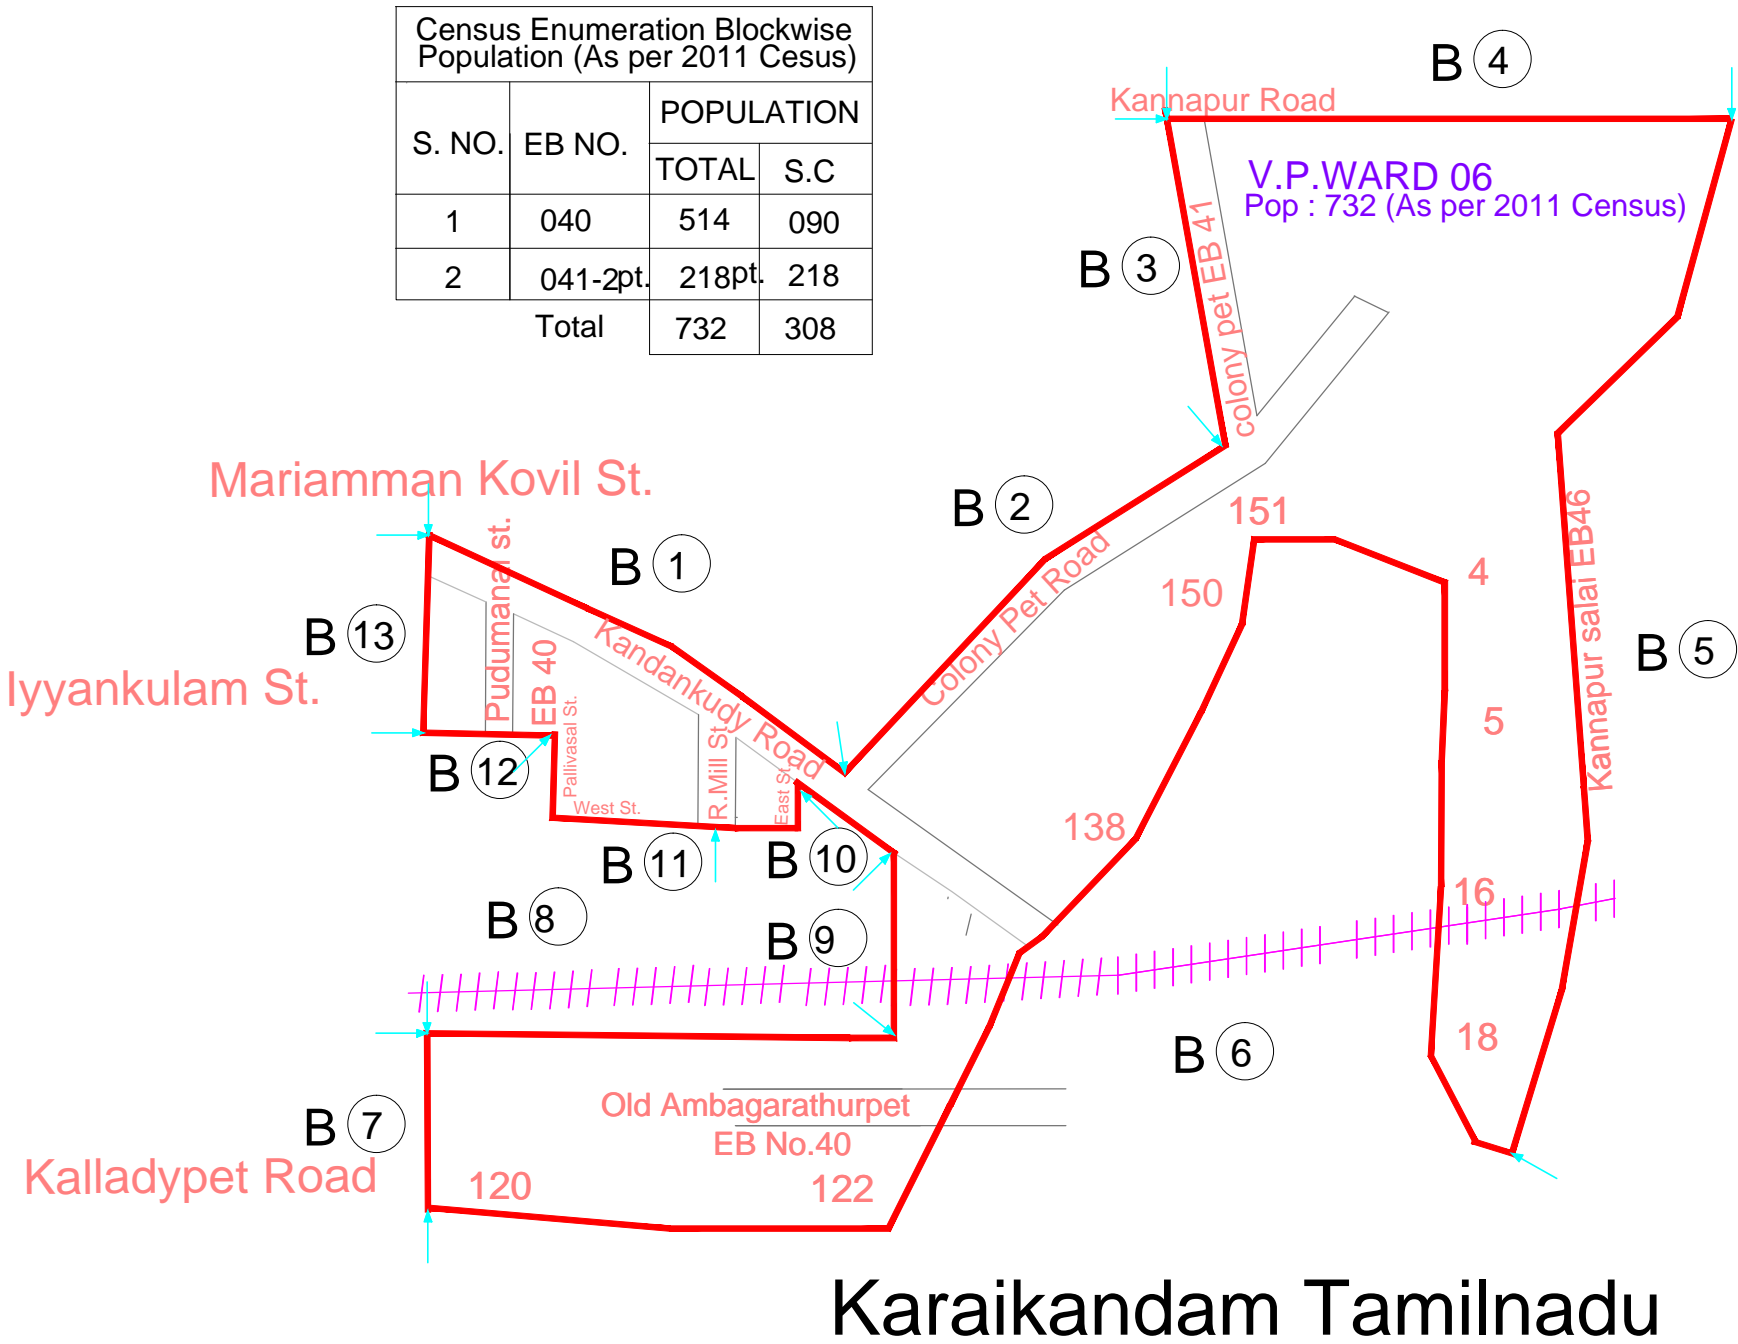 Census Enumeration Blockwise
Population (As per 2011 Cesus)
S. NO. EB NO. POPULATION
TOTAL S.C
1 040 514 090
2 041-2pt. 218pt. 218
Total 732 308
B 4
Kannapur Road
V.P.WARD 06
Pop : 732 (As per 2011 Census)
B 3
colony pet EB 41
Mariamman Kovil St.
B 2
151
Kannapur salai EB46
Pudumanai st.
B 1
4
150
B 13
Kandankudy Road
Colony Pet Road
B 5
Iyyankulam St.
EB 40
5
Pallivasal St.
R.Mill St.
East St.
B 12
West St.
138
B 11
B 10
16
B 8
B 9
18
B 6
Old Ambagarathurpet
EB No.40
B 7
Kalladypet Road
120
122
Karaikandam Tamilnadu